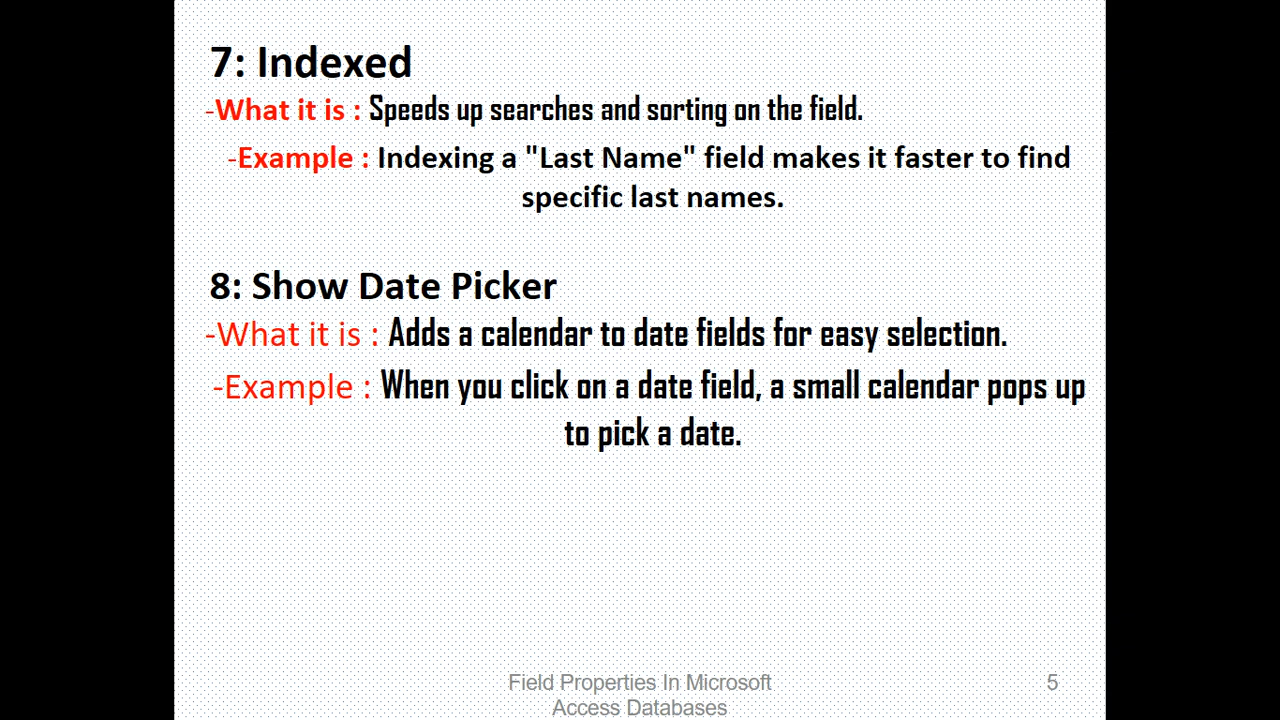 7: Indexed
-What it is : Speeds up searches and sorting on the field.
-Example : Indexing a "Last Name" field makes it faster to find
specific last names.
8: Show Date Picker
-What it is : Adds a calendar to date fields for easy selection.
-Example : When you click on a date field, a small calendar pops up
to pick a date.
Field Properties In Microsoft
Access Databases
5